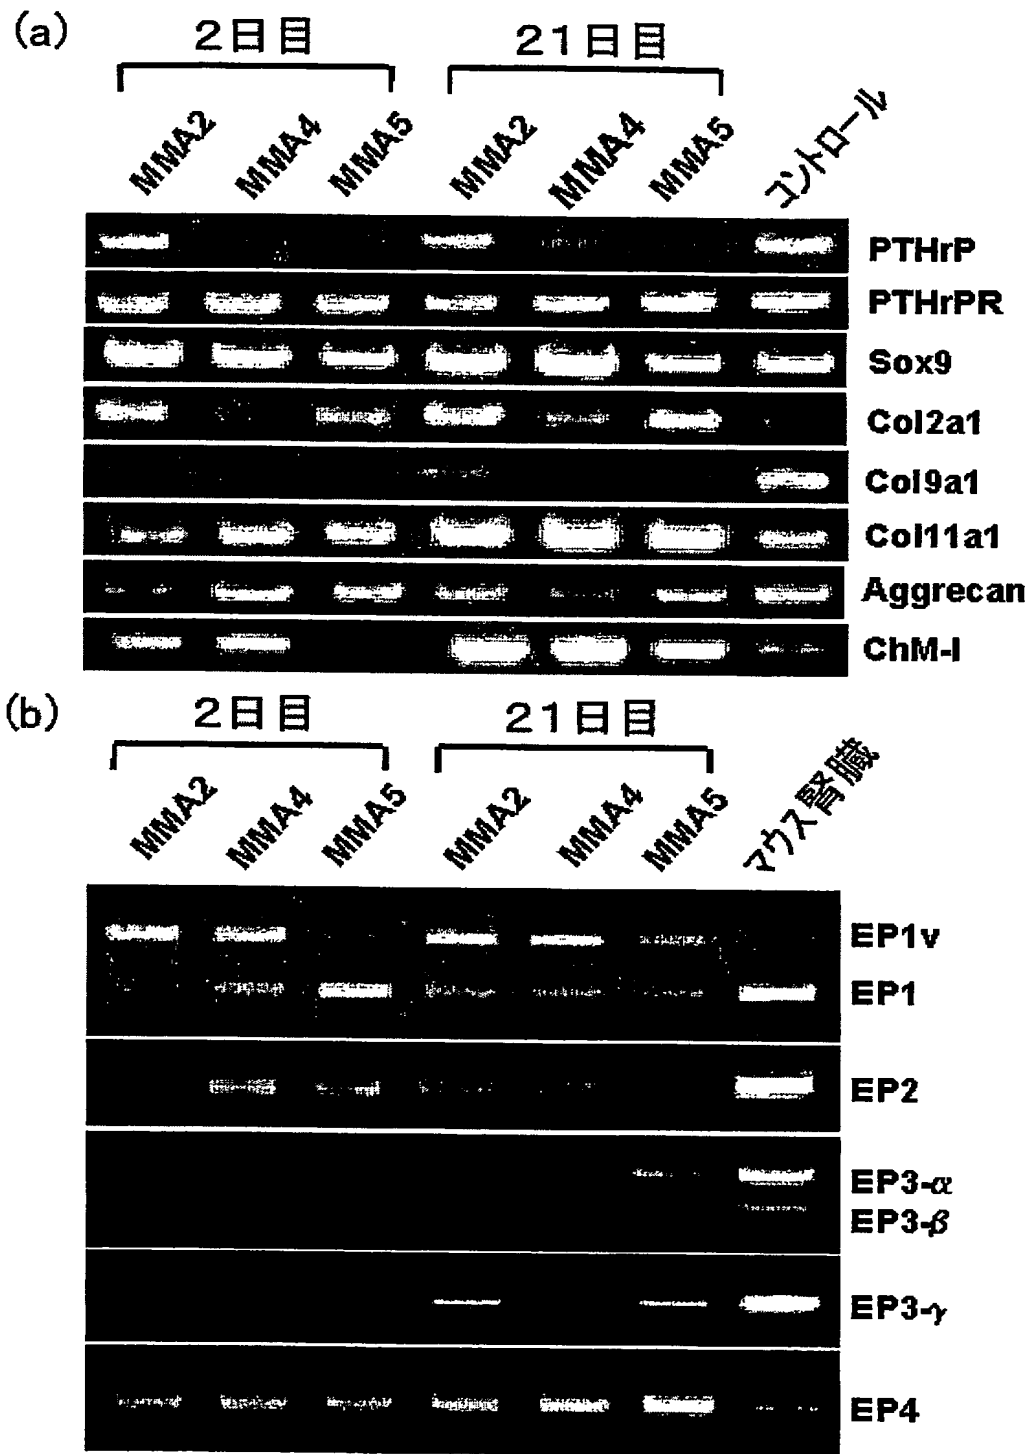 (a)
2日目 21日目
MMA2 MMA4 MMA5 MMA2 MMA4 MMA5 コントロール
PTHrP
PTHrPR
Sox9
Col2a1
Col9a1
Col11a1
Aggrecan
ChM-I
(b)
2日目 21日目
MMA2 MMA4 MMA5 MMA2 MMA4 MMA5 マウス腎臓
EP1v
EP1
EP2
EP3-α
EP3-β
EP3-γ
EP4